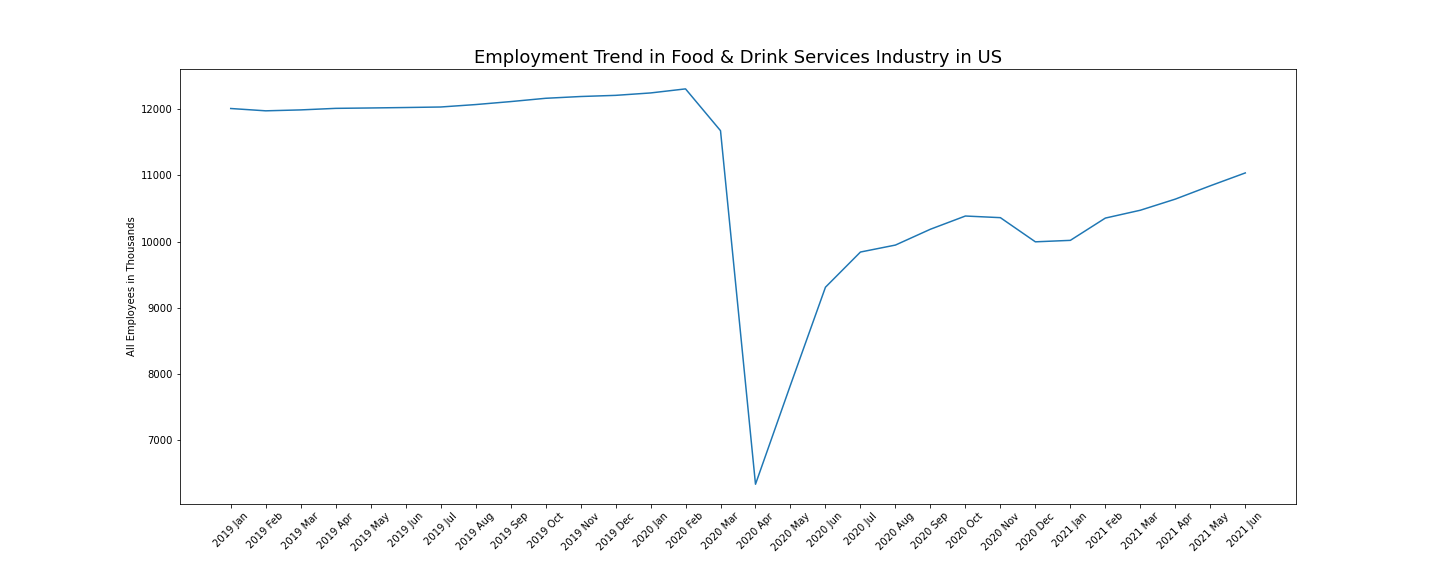 Employment Trend in Food & Drink Services Industry in US
All Employees in Thousands
12000
11000
10000
9000
8000
7000
2019 Jan
2019 Feb
2019 Mar
2019 Apr
2019 May
2019 Jun
2019 Jul
2019 Aug
2019 Sep
2019 Oct
2019 Nov
2019 Dec
2020 Jan
2020 Feb
2020 Mar
2020 Apr
2020 May
2020 Jun
2020 Jul
2020 Aug
2020 Sep
2020 Oct
2020 Nov
2020 Dec
2021 Jan
2021 Feb
2021 Mar
2021 Apr
2021 May
2021 Jun